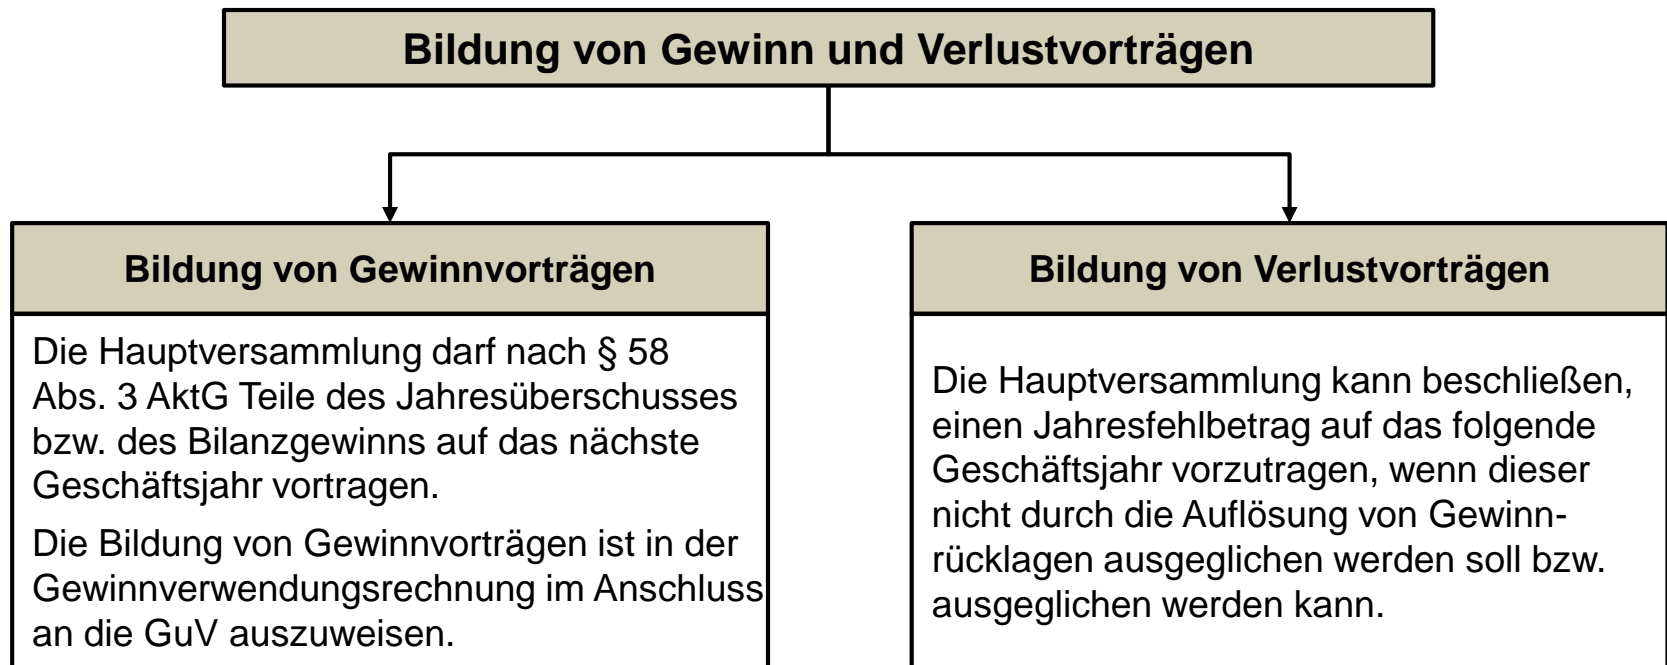 Bildung von Gewinn und Verlustvorträgen
Bildung von Gewinnvorträgen
Die Hauptversammlung darf nach § 58
Abs. 3 AktG Teile des Jahresüberschusses
bzw. des Bilanzgewinns auf das nächste
Geschäftsjahr vortragen.
Die Bildung von Gewinnvorträgen ist in der
Gewinnverwendungsrechnung im Anschluss
an die GuV auszuweisen.
Bildung von Verlustvorträgen
Die Hauptversammlung kann beschließen,
einen Jahresfehlbetrag auf das folgende
Geschäftsjahr vorzutragen, wenn dieser
nicht durch die Auflösung von Gewinn-
rücklagen ausgeglichen werden soll bzw.
ausgeglichen werden kann.